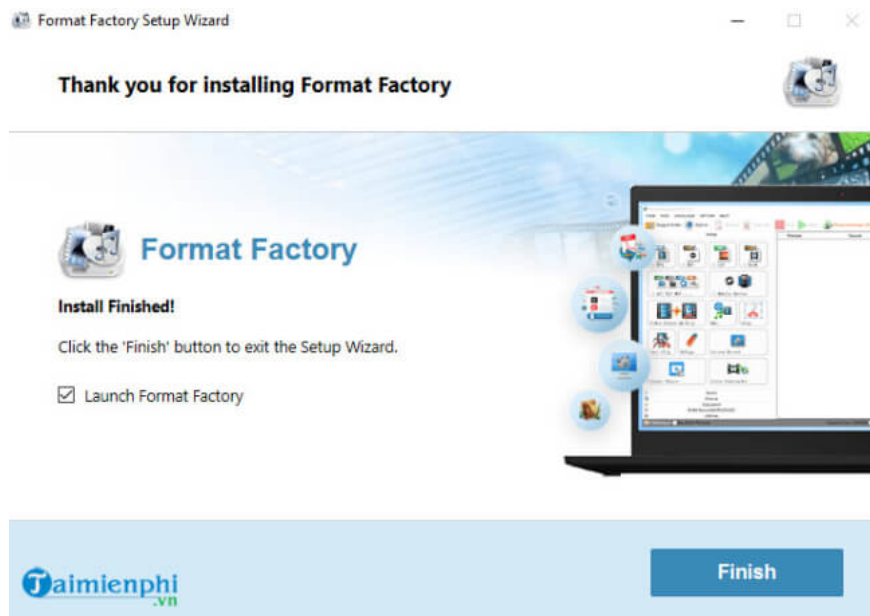 Format Factory Setup Wizard
Thank you for installing Format Factory
Format Factory
Install Finished!
Click the 'Finish' button to exit the Setup Wizard.
Launch Format Factory
Finish
Taimienphi
.vn